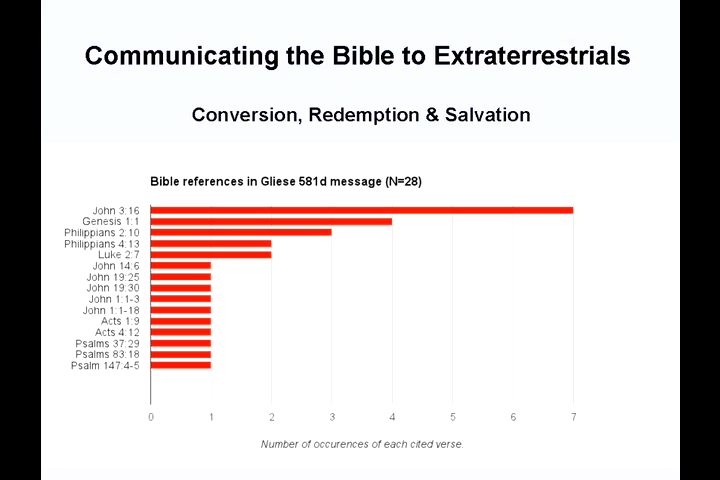 Communicating the Bible to Extraterrestrials
Conversion, Redemption & Salvation
Bible references in Gliese 581d message (N=28)
John 3:16
Genesis 1:1
Philippians 2:10
Philippians 4:13
Luke 2:7
John 14:6
John 19:25
John 19:30
John 1:1-3
John 1:1-18
Acts 1:9
Acts 4:12
Psalms 37:29
Psalms 83:18
Psalm 147:4-5
0 1 2 3 4 5 6 7
Number of occurences of each cited verse.